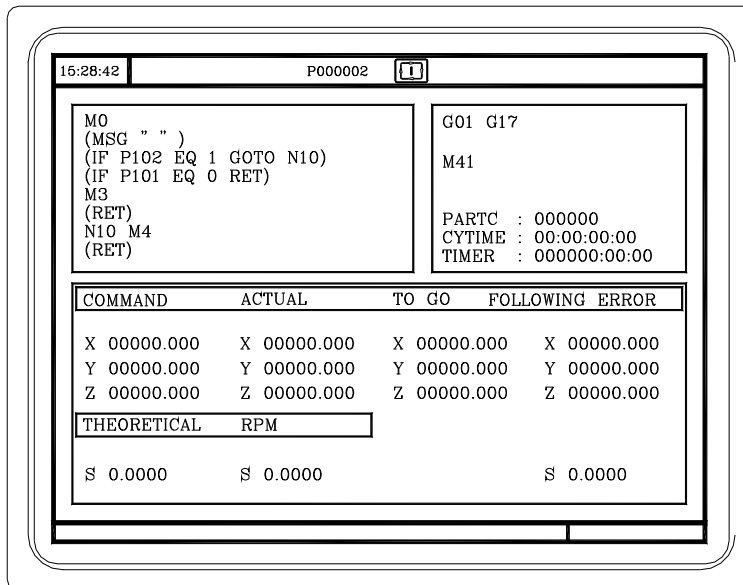 15:28:42 P000002
M0
(MSG " " )
(IF P102 EQ 1 GOTO N10)
(IF P101 EQ 0 RET)
M3
(RET)
N10 M4
(RET)
G01 G17
M41
PARTC : 000000
CYTIME : 00:00:00:00
TIMER : 000000:00:00
COMMAND ACTUAL TO GO FOLLOWING ERROR
X 00000.000 X 00000.000 X 00000.000 X 00000.000
Y 00000.000 Y 00000.000 Y 00000.000 Y 00000.000
Z 00000.000 Z 00000.000 Z 00000.000 Z 00000.000
THEORETICAL RPM
S 0.0000 S 0.0000 S 0.0000